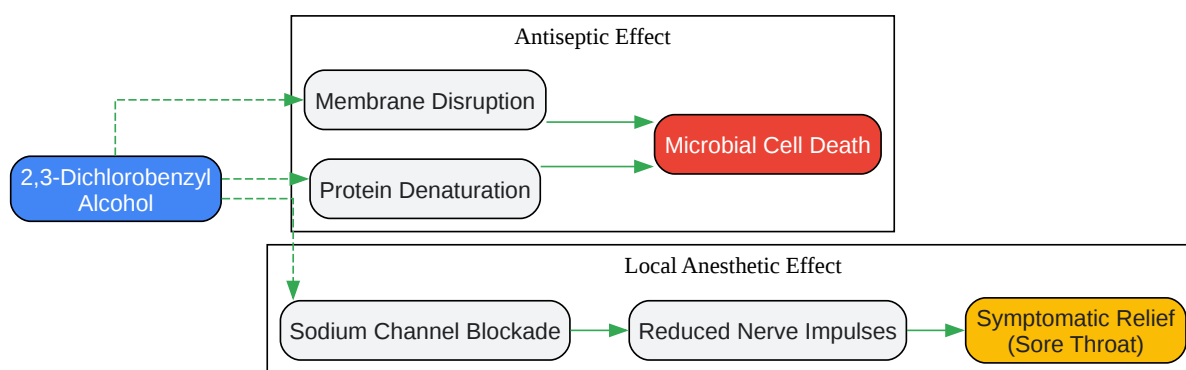 Antiseptic Effect
Membrane Disruption
Microbial Cell Death
2,3-Dichlorobenzyl
Alcohol
Protein Denaturation
Local Anesthetic Effect
Sodium Channel Blockade
Reduced Nerve Impulses
Symptomatic Relief
(Sore Throat)